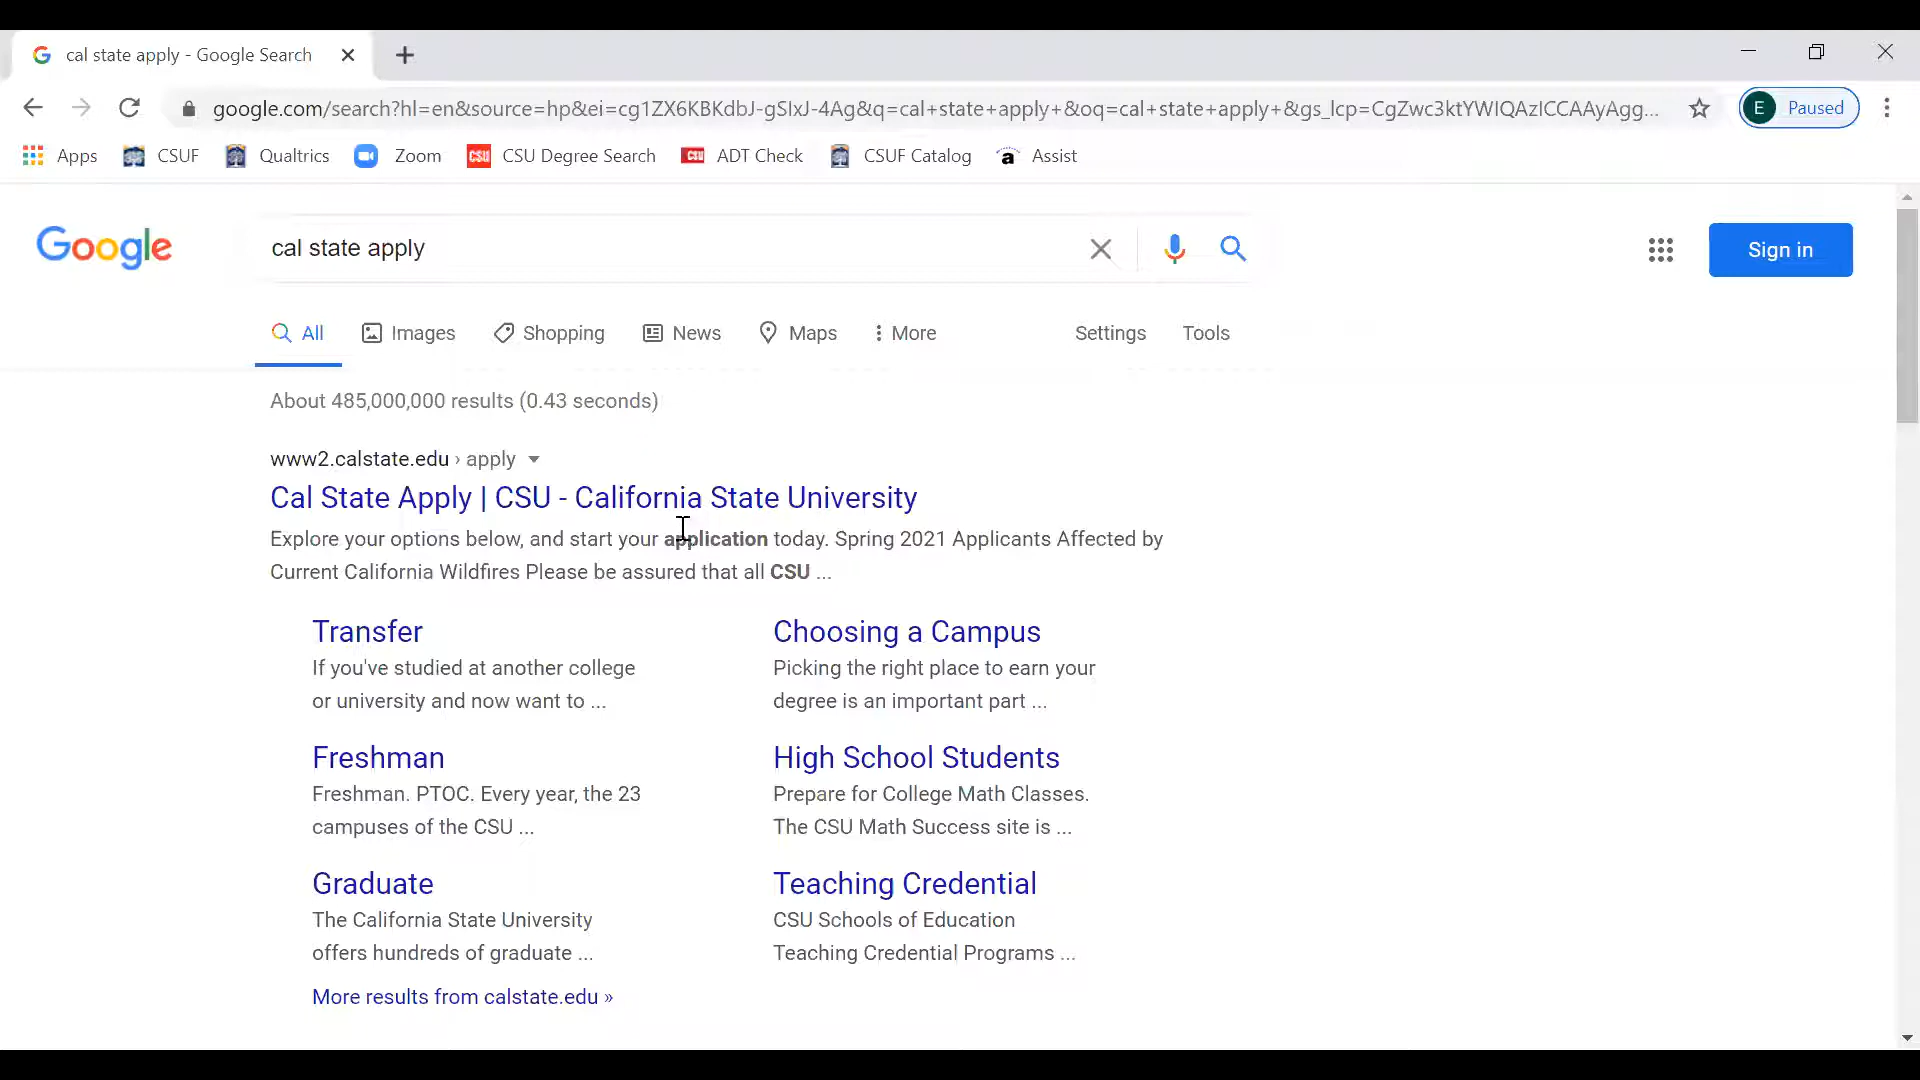 cal state apply - Google Search
google.com/search?hl=en&source=hp&ei=cg1ZX6KBKdbJ-gSIxJ-4Ag&q=cal+state+apply+&oq=cal+state+apply+&gs_lcp=CgZwc3ktYWIQAzICCAAyAgg...
E Paused
Apps CSUF Qualtrics Zoom CSU CSU Degree Search CSU ADT Check CSUF Catalog a Assist
Google cal state apply Sign in
All Images Shopping News Maps More Settings Tools
About 485,000,000 results (0.43 seconds)
www2.calstate.edu › apply
Cal State Apply | CSU - California State University
Explore your options below, and start your application today. Spring 2021 Applicants Affected by
Current California Wildfires Please be assured that all CSU ...
Transfer
If you've studied at another college
or university and now want to ...
Choosing a Campus
Picking the right place to earn your
degree is an important part ...
Freshman
Freshman. PTOC. Every year, the 23
campuses of the CSU ...
High School Students
Prepare for College Math Classes.
The CSU Math Success site is ...
Graduate
The California State University
offers hundreds of graduate ...
Teaching Credential
CSU Schools of Education
Teaching Credential Programs ...
More results from calstate.edu »